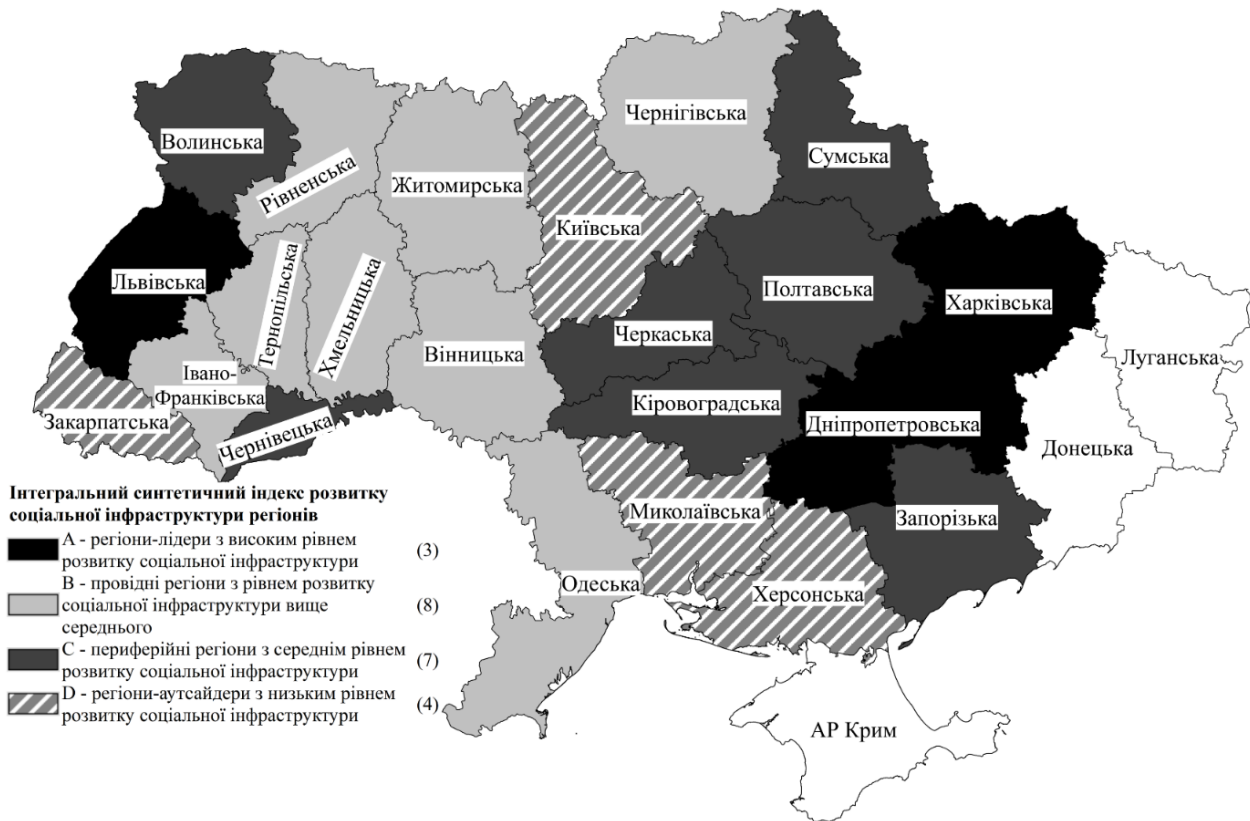 Чернігівська
Волинська
Сумська
Рівненська
Житомирська
Київська
Львівська
Тернопільська
Хмельницька
Полтавська
Харківська
Черкаська
Вінницька
Луганська
Івано-
Франківська
Кіровоградська
Закарпатська
Чернівецька
Дніпропетровська
Донецька
Миколаївська
Запорізька
Одеська
Херсонська
АР Крим
Інтегральний синтетичний індекс розвитку
соціальної інфраструктури регіонів
А - регіони-лідери з високим рівнем
розвитку соціальної інфраструктури (3)
В - провідні регіони з рівнем розвитку
соціальної інфраструктури вище (8)
середнього
С - периферійні регіони з середнім рівнем
розвитку соціальної інфраструктури (7)
D - регіони-аутсайдери з низьким рівнем
розвитку соціальної інфраструктури (4)